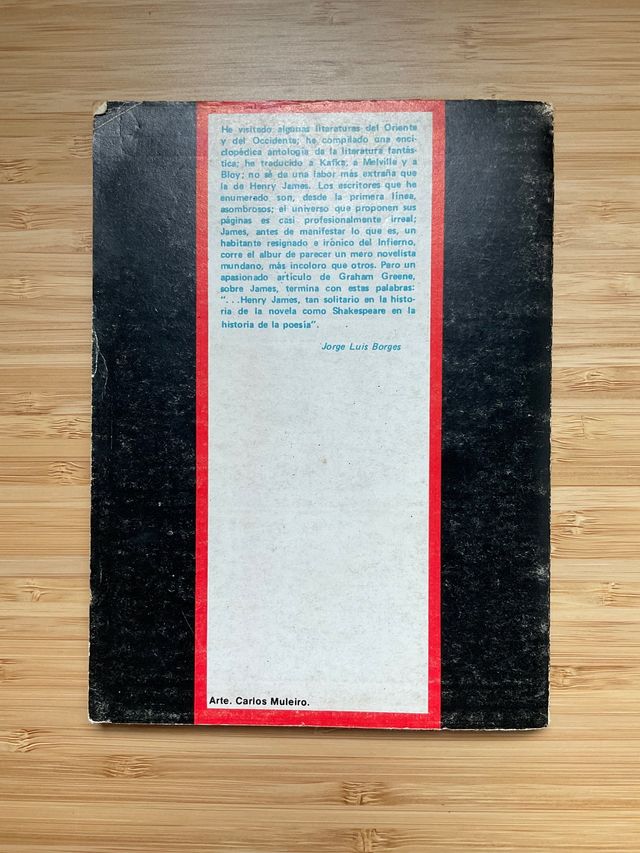 He visitado algunas literaturas del Oriente
y del Occidente; he compilado una enci-
clopédica antología de la literatura fantás-
tica; he traducido a Kafka, a Melville y a
Bloy; no sé de una labor más extraña que
la de Henry James. Los escritores que he
enumerado son, desde la primera línea,
asombrosos; el universo que proponen sus
páginas es casi profesionalmente irreal;
James, antes de manifestar lo que es, un
habitante resignado e irónico del Infierno,
corre el albur de parecer un mero novelista
mundano, más incoloro que otros. Pero un
apasionado artículo de Graham Greene,
sobre James, termina con estas palabras:
“. . .Henry James, tan solitario en la histo-
ria de la novela como Shakespeare en la
historia de la poesía”.
Jorge Luis Borges
Arte. Carlos Muleiro.